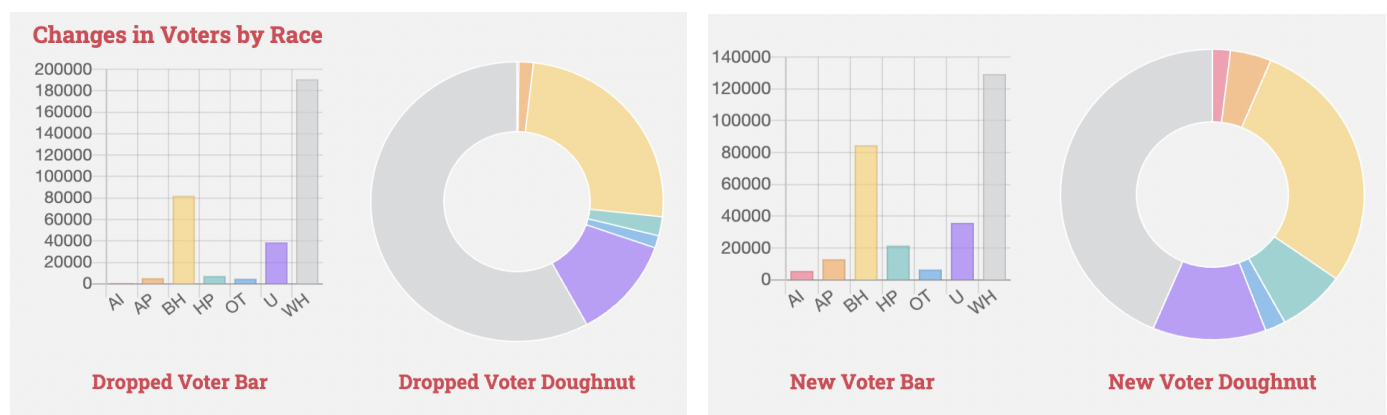 Changes in Voters by Race
200000
180000
160000
140000
120000
100000
80000
60000
40000
20000
0
AI AP BH HP OT U WH
Dropped Voter Bar
Dropped Voter Doughnut
140000
120000
100000
80000
60000
40000
20000
0
AI AP BH HP OT U WH
New Voter Bar
New Voter Doughnut